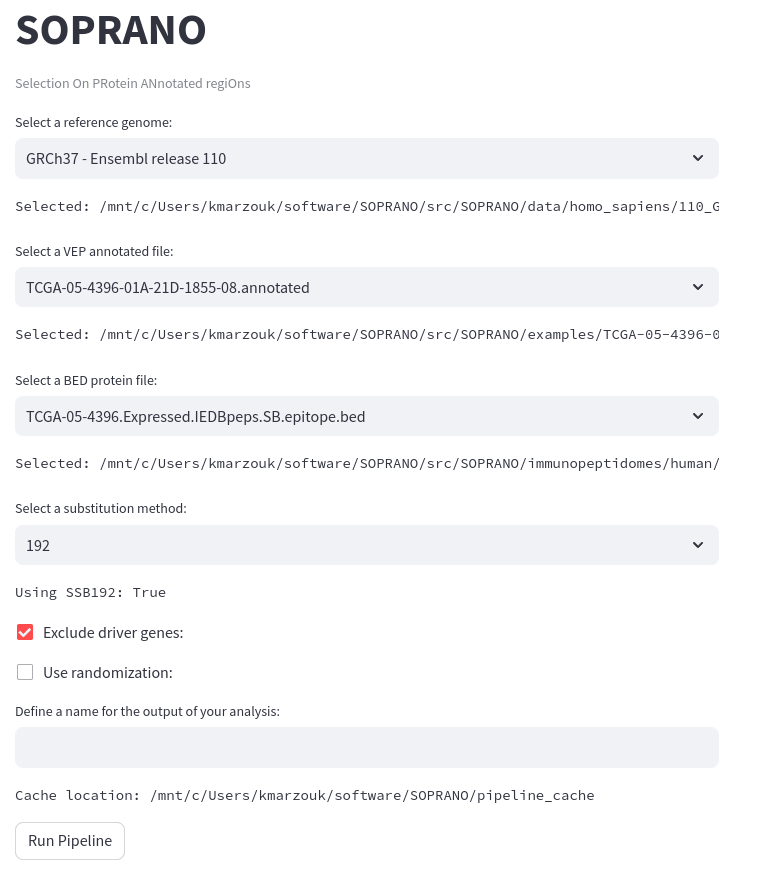 SOPRANO
Selection On PRotein ANnotated regiOns
Select a reference genome:
GRCh37 - Ensembl release 110
Selected: /mnt/c/Users/kmarzouk/software/SOPRANO/src/SOPRANO/data/homo_sapiens/110_G
Select a VEP annotated file:
TCGA-05-4396-01A-21D-1855-08.annotated
Selected: /mnt/c/Users/kmarzouk/software/SOPRANO/src/SOPRANO/examples/TCGA-05-4396-0
Select a BED protein file:
TCGA-05-4396.Expressed.IEDBpeps.SB.epitope.bed
Selected: /mnt/c/Users/kmarzouk/software/SOPRANO/src/SOPRANO/immunopeptidomes/human/
Select a substitution method:
192
Using SSB192: True
Exclude driver genes:
Use randomization:
Define a name for the output of your analysis:
Cache location: /mnt/c/Users/kmarzouk/software/SOPRANO/pipeline_cache
Run Pipeline